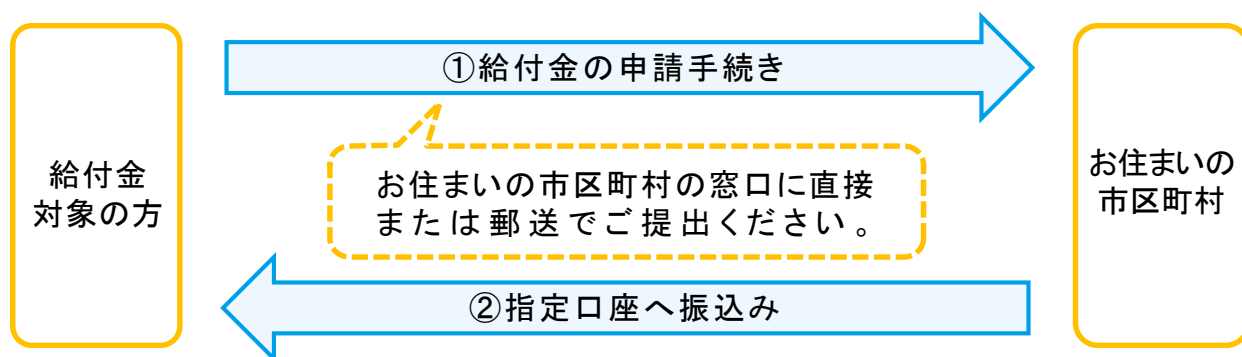 給付金
対象の方
①給付金の申請手続き
お住まいの市区町村の窓口に直接
または郵送でご提出ください。
②指定口座へ振込み
お住まいの
市区町村